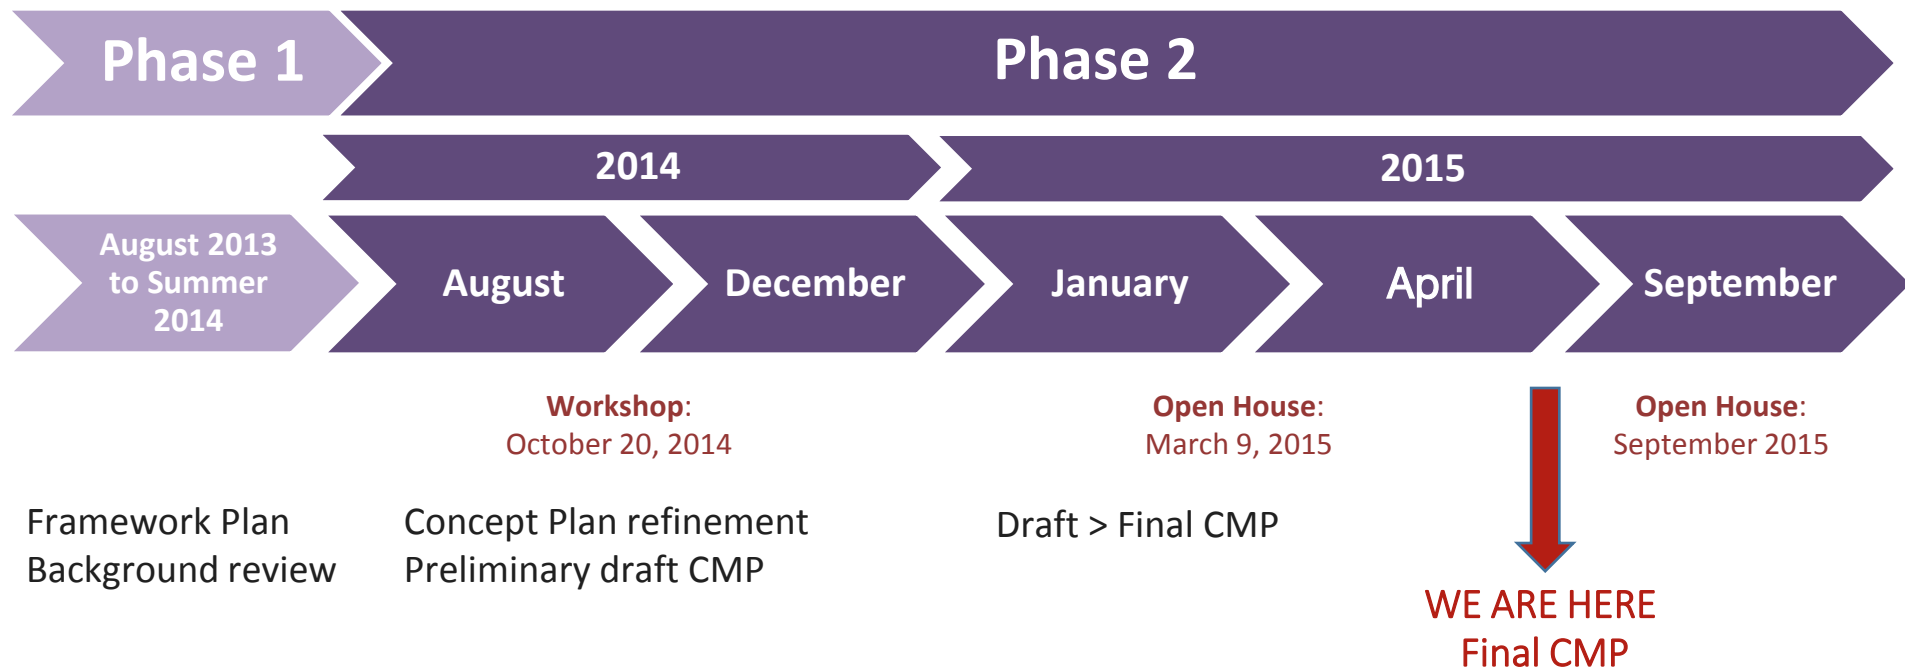 Phase 1
Phase 2
2014
2015
August 2013
to Summer
2014
August
December
January
April
September
Workshop:
October 20, 2014
Open House:
March 9, 2015
Open House:
September 2015
Framework Plan
Background review
Concept Plan refinement
Preliminary draft CMP
Draft > Final CMP
WE ARE HERE
Final CMP